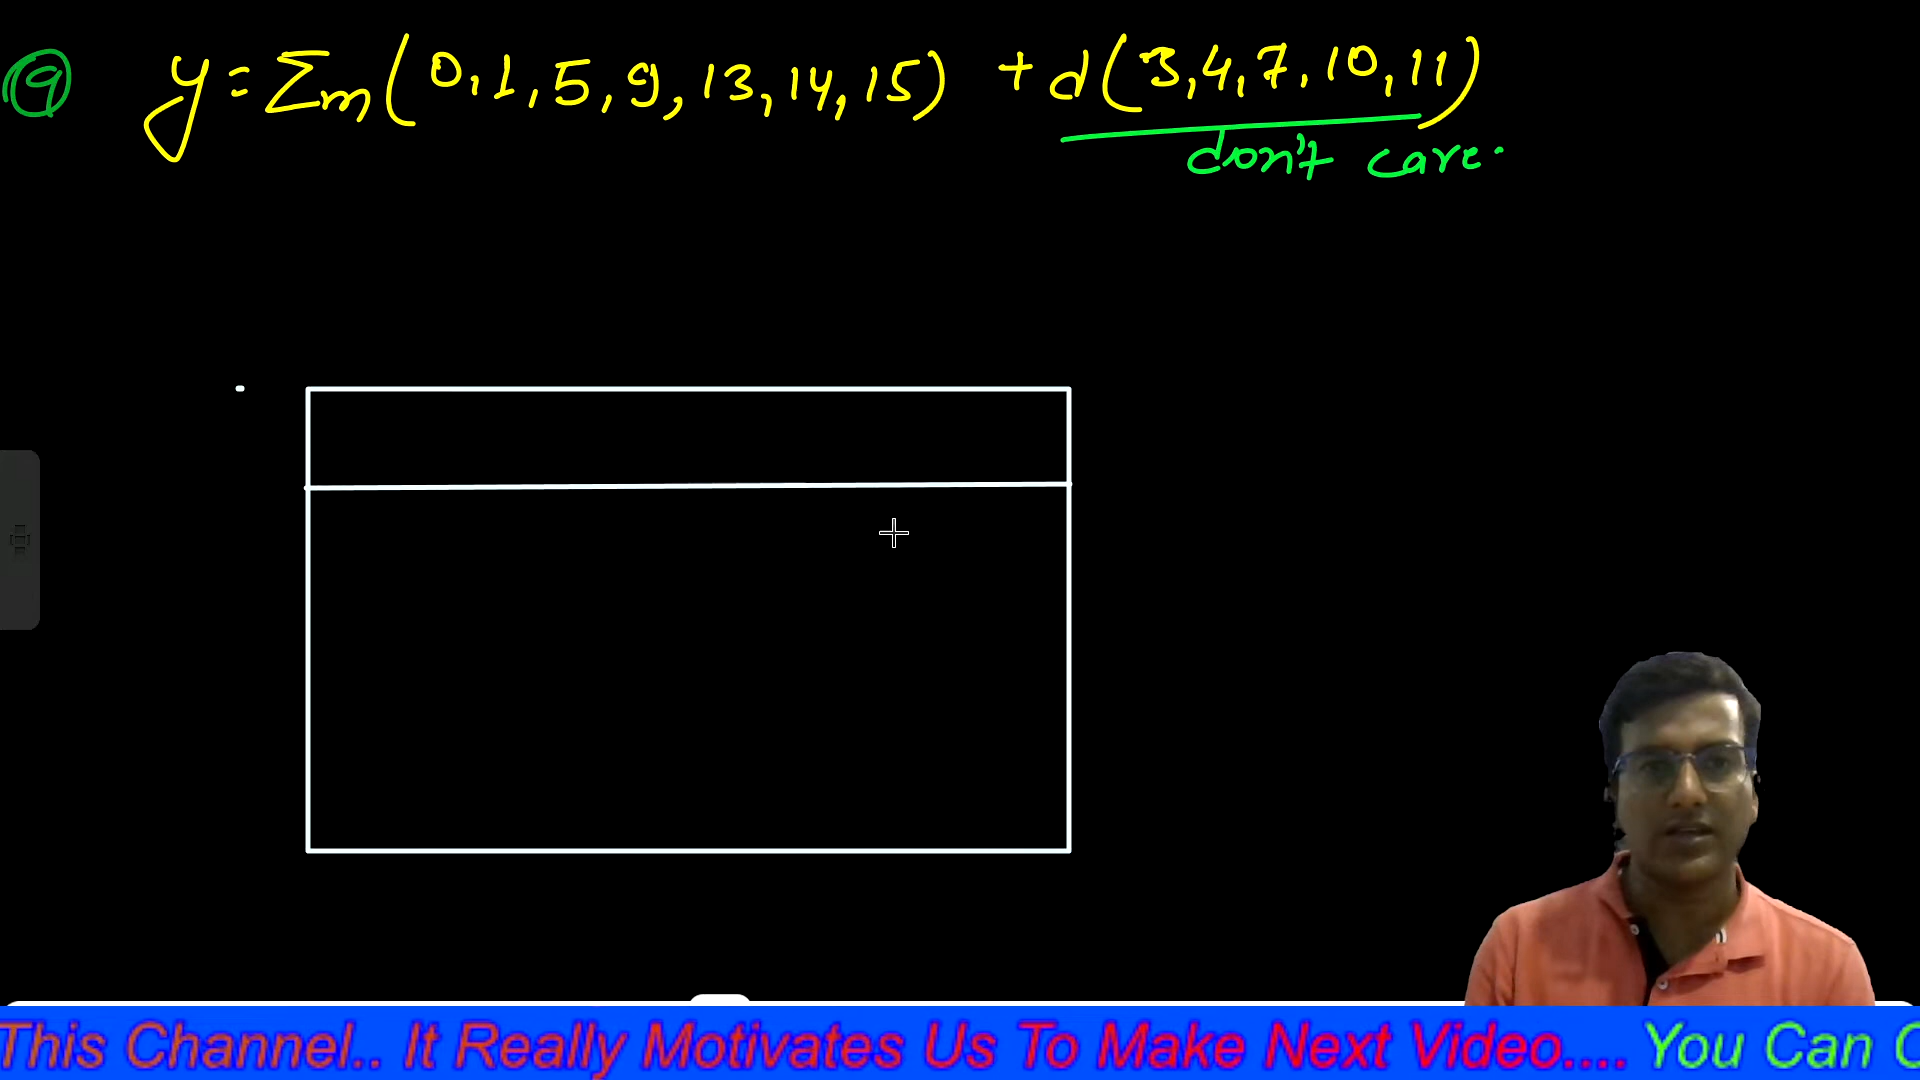 (9) y = Σm(0,1,5,9,13,14,15) + d(3,4,7,10,11)
don't care.
This Channel.. It Really Motivates Us To Make Next Video.... You Can